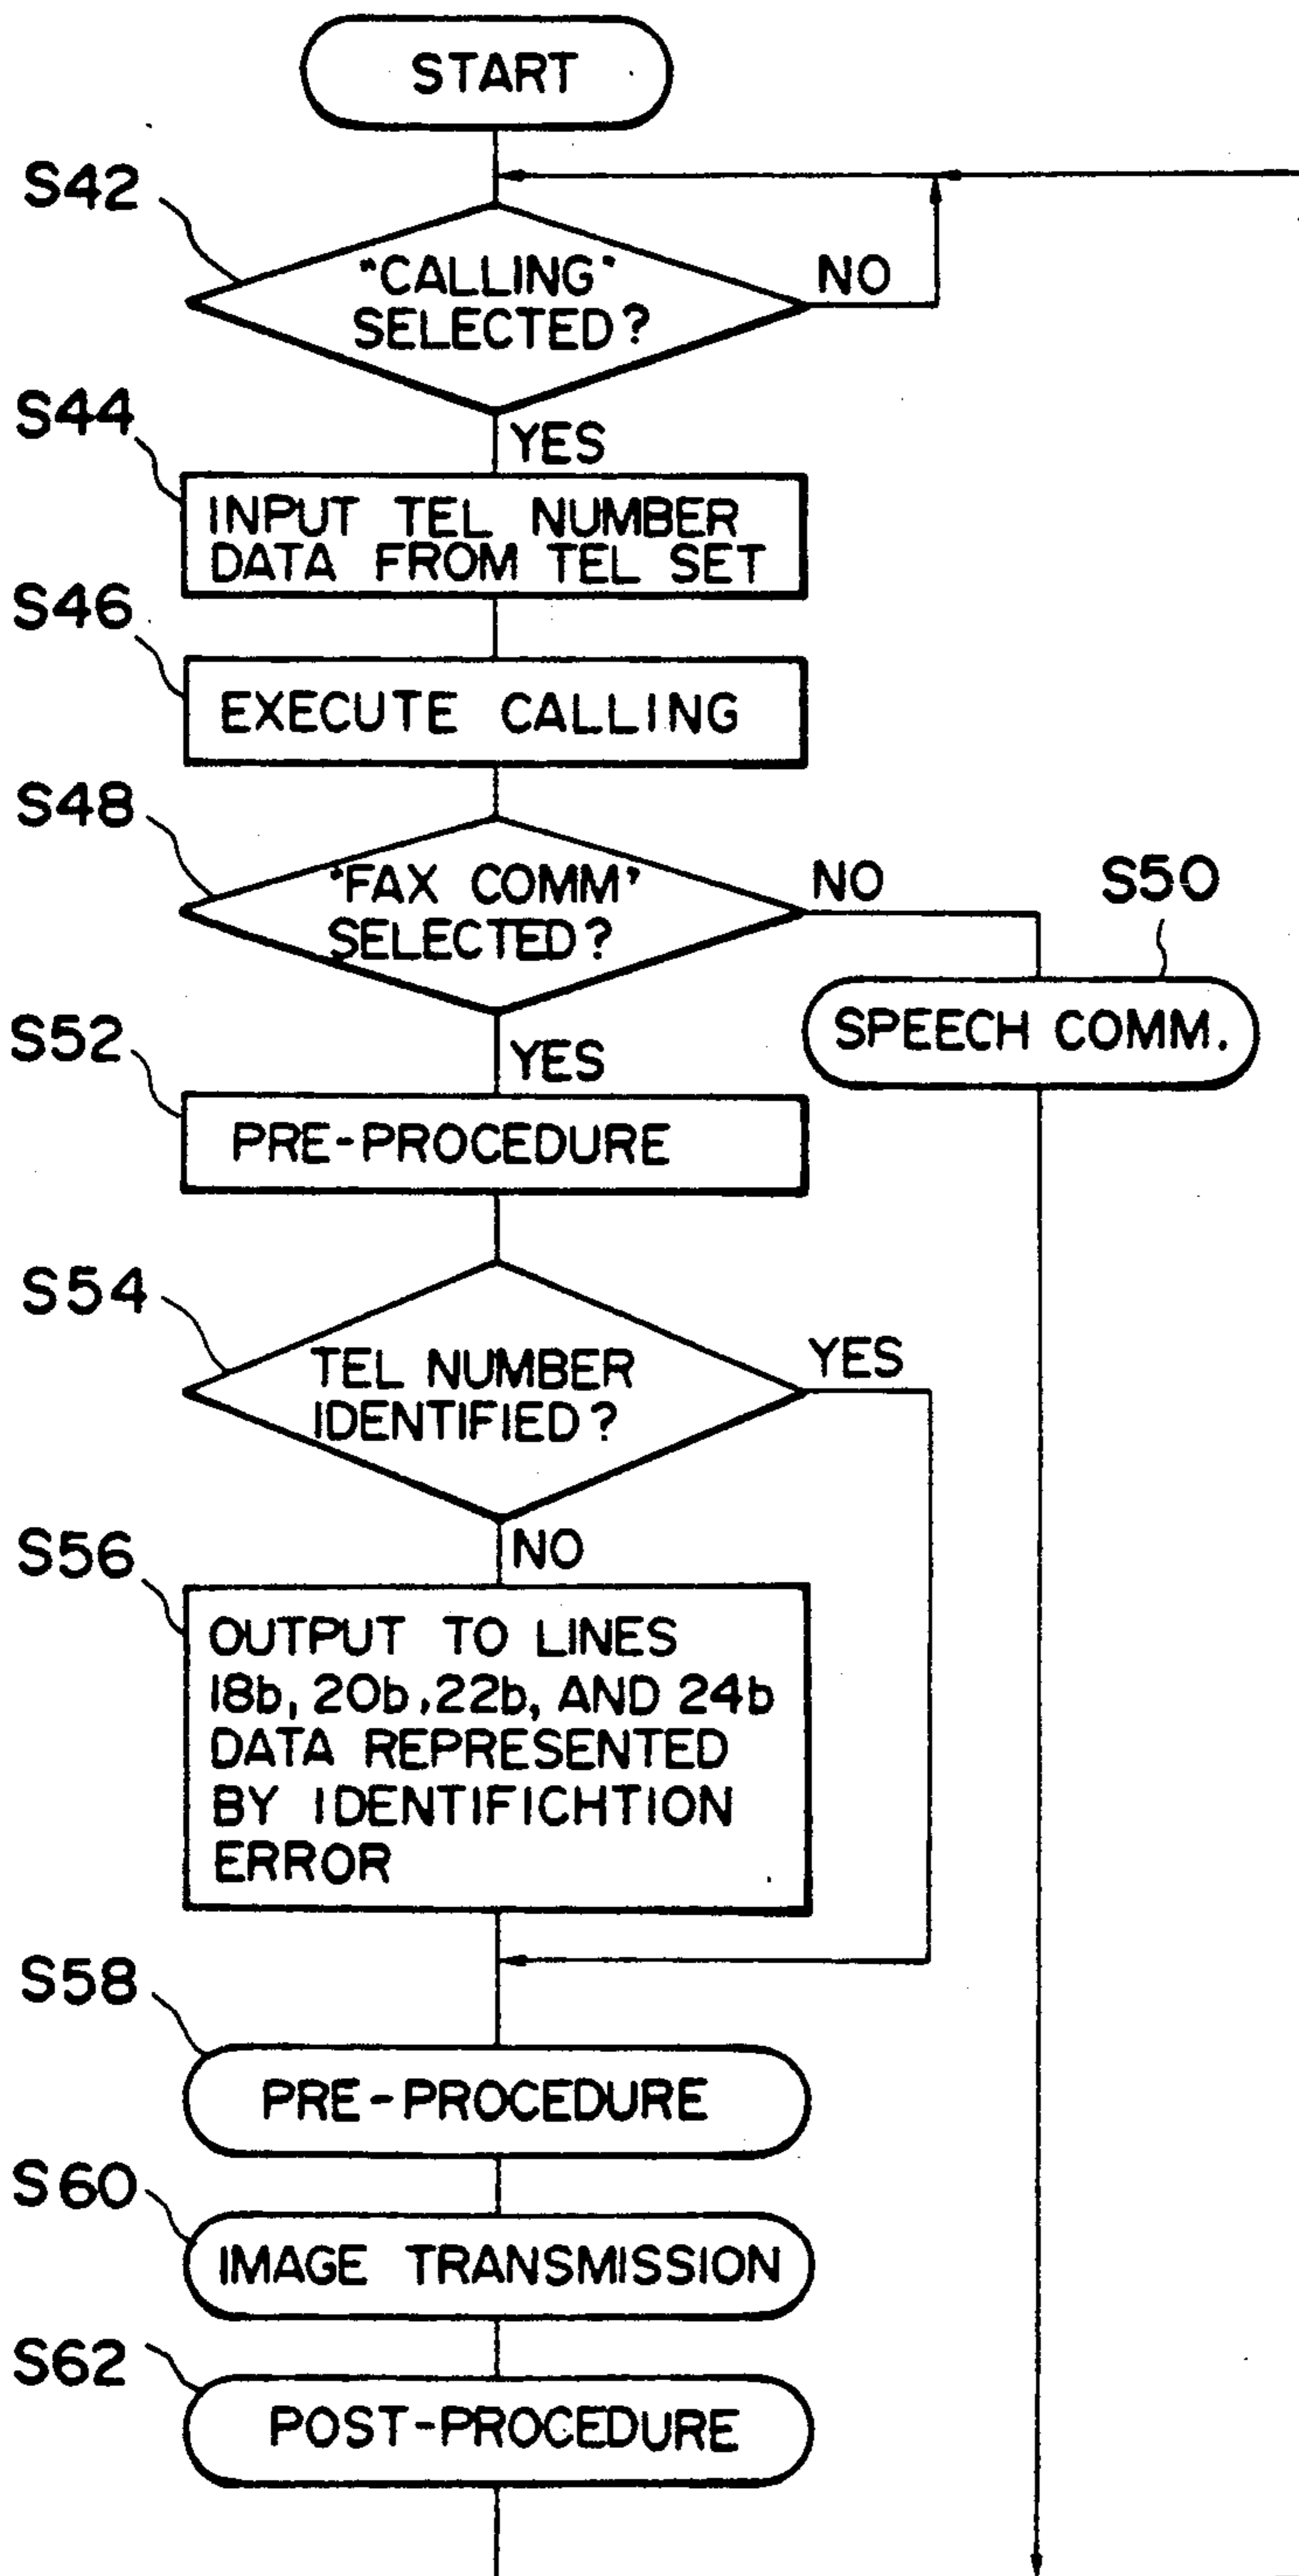 START
S42
"CALLING"
SELECTED?
NO
S44
YES
INPUT TEL NUMBER
DATA FROM TEL SET
S46
EXECUTE CALLING
S48
"FAX COMM"
SELECTED?
NO
S50
SPEECH COMM.
S52
YES
PRE-PROCEDURE
S54
TEL NUMBER
IDENTIFIED?
YES
S56
NO
OUTPUT TO LINES
18b, 20b, 22b, AND 24b
DATA REPRESENTED
BY IDENTIFICHTION
ERROR
S58
PRE-PROCEDURE
S60
IMAGE TRANSMISSION
S62
POST-PROCEDURE